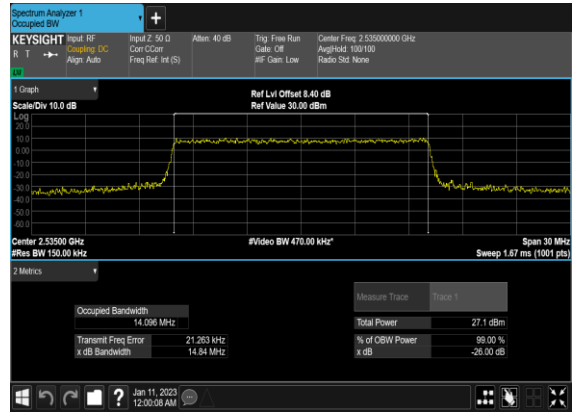 Spectrum Analyzer 1
Occupied BW
KEYSIGHT Input: RF
R T Coupling: DC
Align: Auto
Input Z: 50 Ω
Corr CCorr
Freq Ref: Int (S)
Atten: 40 dB
Trig: Free Run
Gate: Off
#IF Gain: Low
Center Freq: 2.535000000 GHz
Avg|Hold: 100/100
Radio Std: None
1 Graph
Scale/Div 10.0 dB
Ref Lvl Offset 8.40 dB
Ref Value 30.00 dBm
Log
20.0
10.0
0.00
-10.0
-20.0
-30.0
-40.0
-50.0
-60.0
Center 2.53500 GHz
#Res BW 150.00 kHz
#Video BW 470.00 kHz*
Span 30 MHz
Sweep 1.67 ms (1001 pts)
2 Metrics
Measure Trace Trace 1
Occupied Bandwidth
14.096 MHz
Total Power 27.1 dBm
Transmit Freq Error 21.263 kHz
% of OBW Power 99.00 %
x dB Bandwidth 14.84 MHz
x dB -26.00 dB
?
Jan 11, 2023
12:00:08 AM